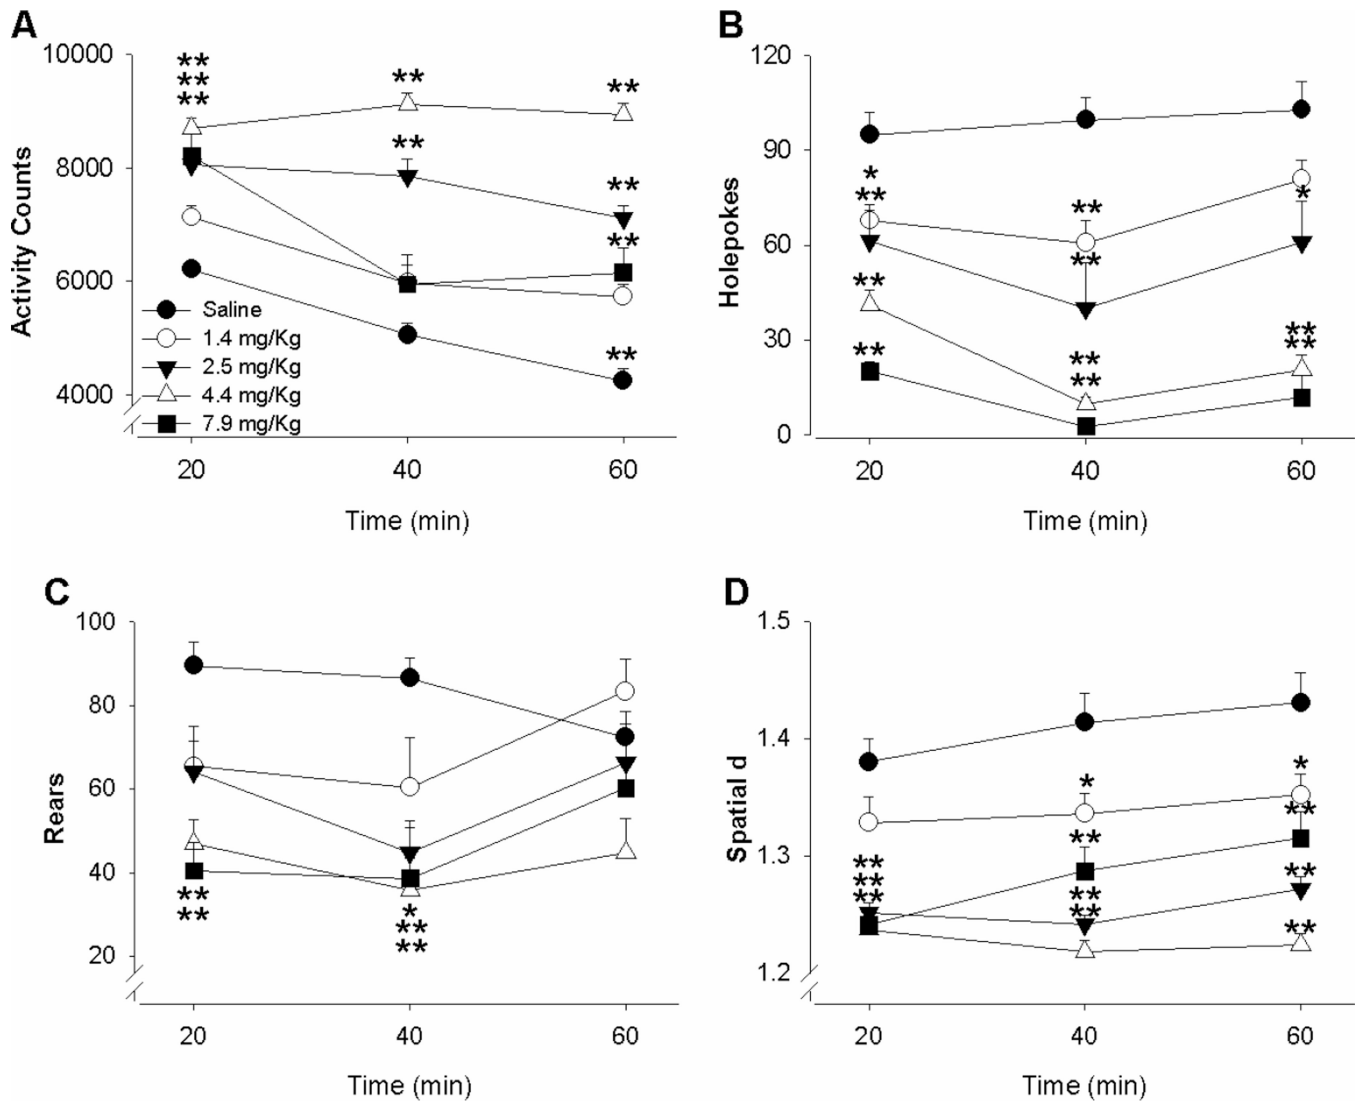 A
10000
8000
6000
4000
Activity Counts
**
**
**
**
**
**
**
**
**
Saline
1.4 mg/Kg
2.5 mg/Kg
4.4 mg/Kg
7.9 mg/Kg
20 40 60
Time (min)
B
120
90
60
30
0
Holepokes
*
**
**
**
**
**
**
**
*
**
**
20 40 60
Time (min)
C
100
80
60
40
20
Rears
**
**
*
**
**
20 40 60
Time (min)
D
1.5
1.4
1.3
1.2
Spatial d
**
**
**
*
**
**
**
*
**
**
**
20 40 60
Time (min)